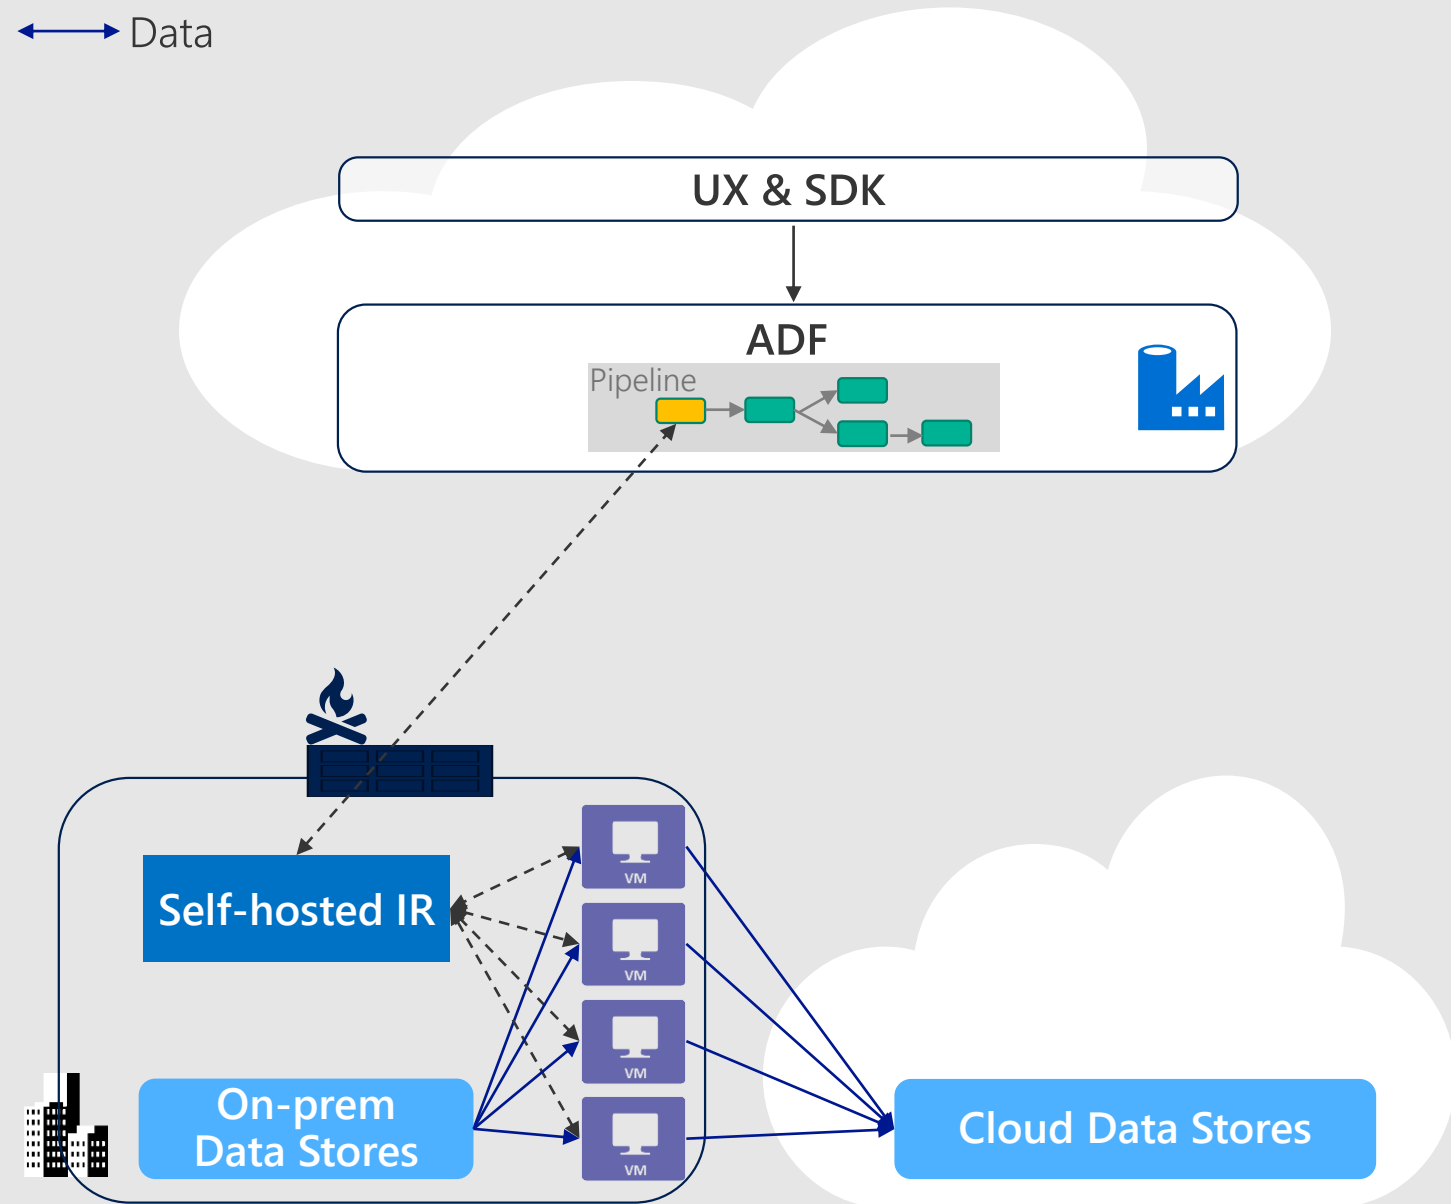 Data
UX & SDK
ADF
Pipeline
VM
Self-hosted IR
VM
VM
On-prem
Data Stores
VM
Cloud Data Stores